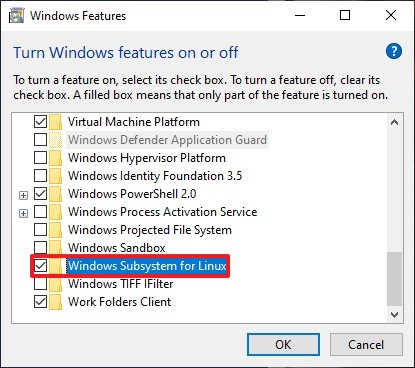 Windows Features
Turn Windows features on or off
To turn a feature on, select its check box. To turn a feature off, clear its
check box. A filled box means that only part of the feature is turned on.
Virtual Machine Platform
Windows Defender Application Guard
Windows Hypervisor Platform
Windows Identity Foundation 3.5
Windows PowerShell 2.0
Windows Process Activation Service
Windows Projected File System
Windows Sandbox
Windows Subsystem for Linux
Windows TIFF IFilter
Work Folders Client
OK
Cancel